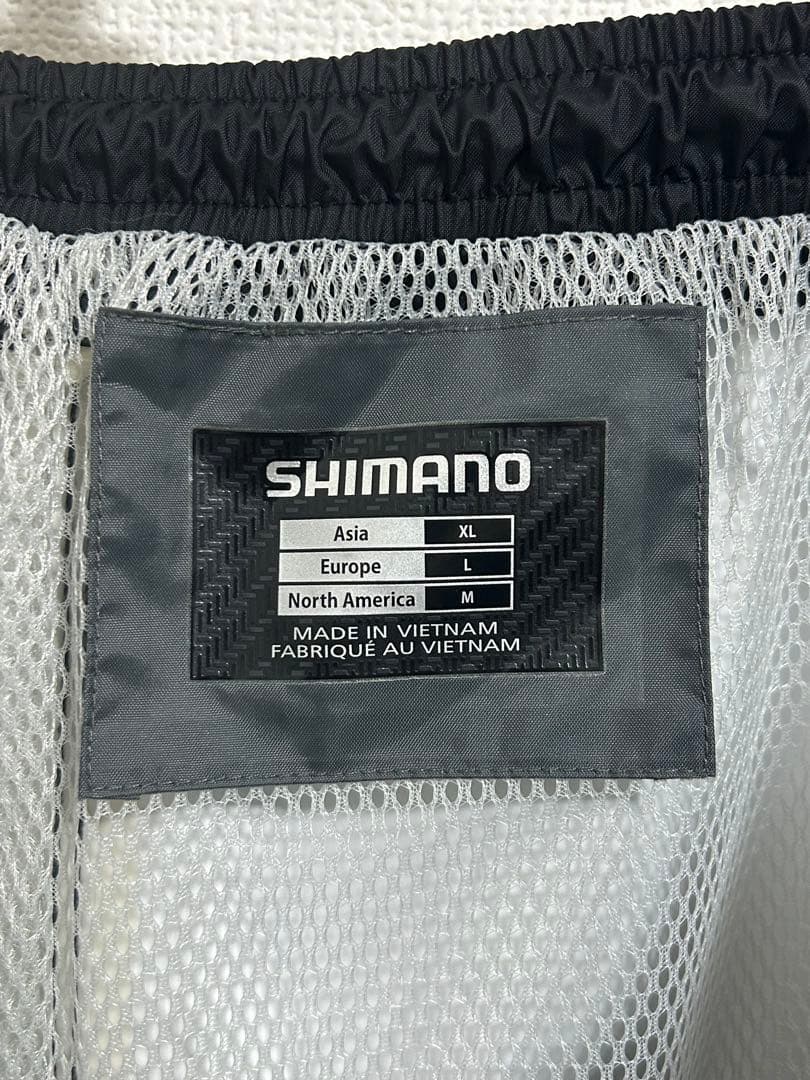 SHIMANO
Asia XL
Europe L
North America M
MADE IN VIETNAM
FABRIQUÉ AU VIETNAM